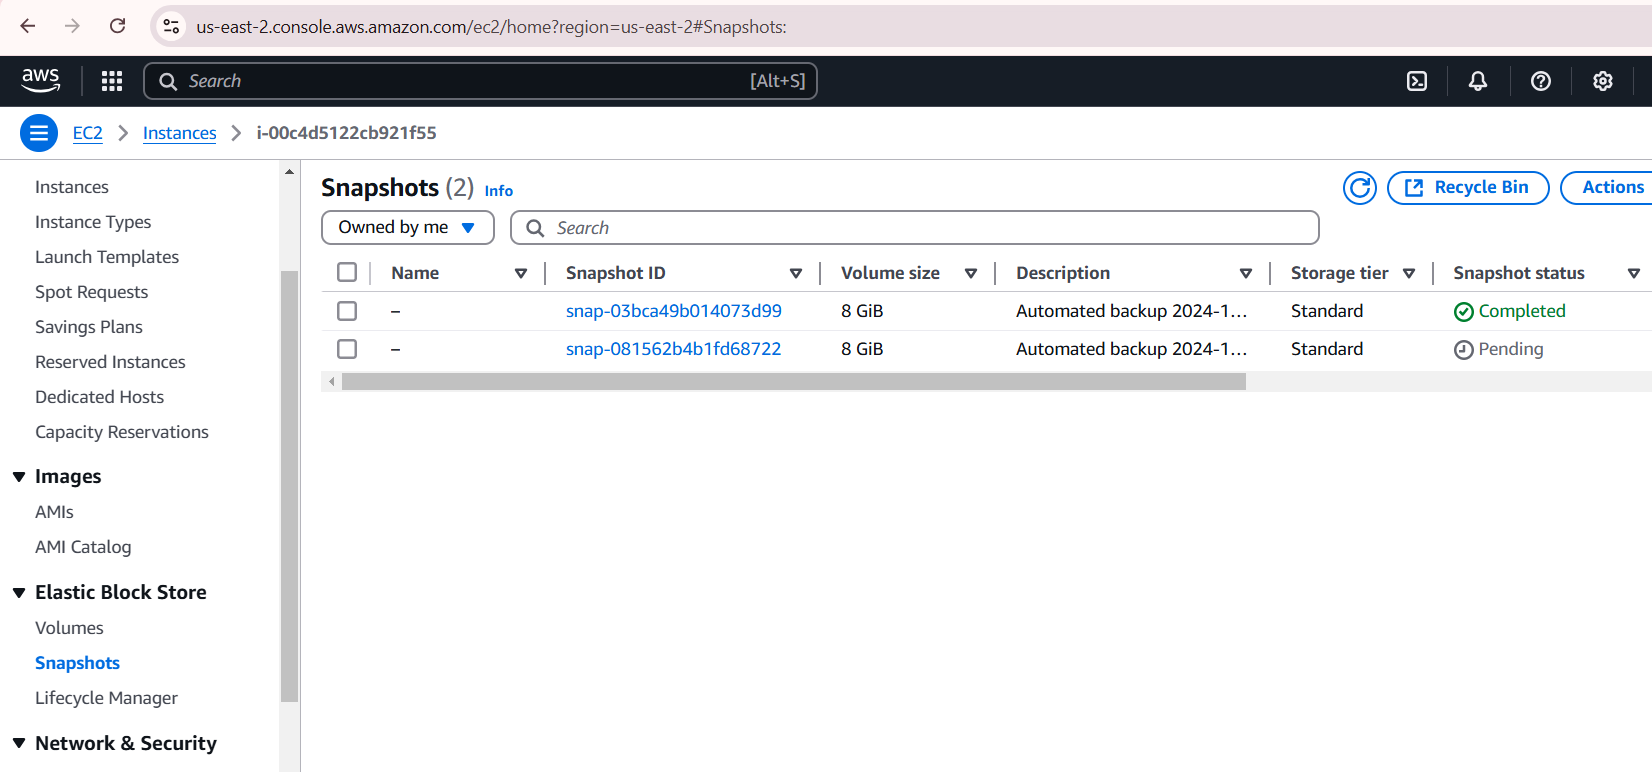 us-east-2.console.aws.amazon.com/ec2/home?region=us-east-2#Snapshots:
aws Search [Alt+S]
EC2 Instances i-00c4d5122cb921f55
Instances
Instance Types
Launch Templates
Spot Requests
Savings Plans
Reserved Instances
Dedicated Hosts
Capacity Reservations
Images
AMIs
AMI Catalog
Elastic Block Store
Volumes
Snapshots
Lifecycle Manager
Network & Security
Snapshots (2) Info Recycle Bin Actions
Owned by me Search
Name Snapshot ID Volume size Description Storage tier Snapshot status
– snap-03bca49b014073d99 8 GiB Automated backup 2024-1... Standard Completed
– snap-081562b4b1fd68722 8 GiB Automated backup 2024-1... Standard Pending